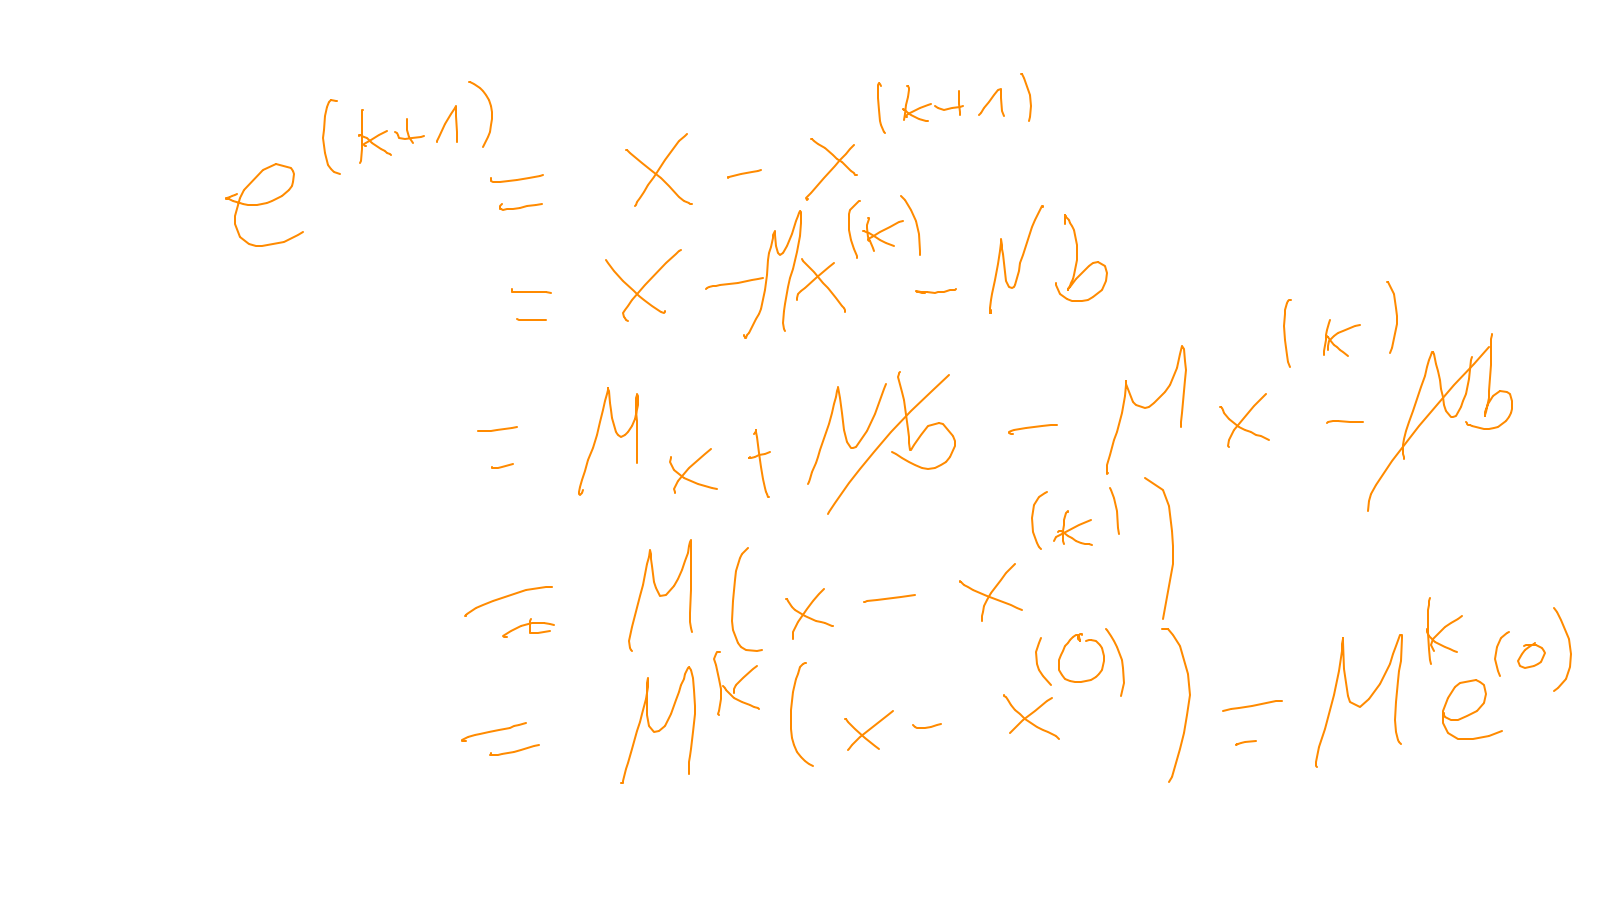 e^(k+1) = x - x^(k+1)
= x - Mx^(k) - Nb
= Mx + Nb - Mx^(k) - Nb
= M(x - x^(k))
= M^k(x - x^(0)) = M^k e^(0)